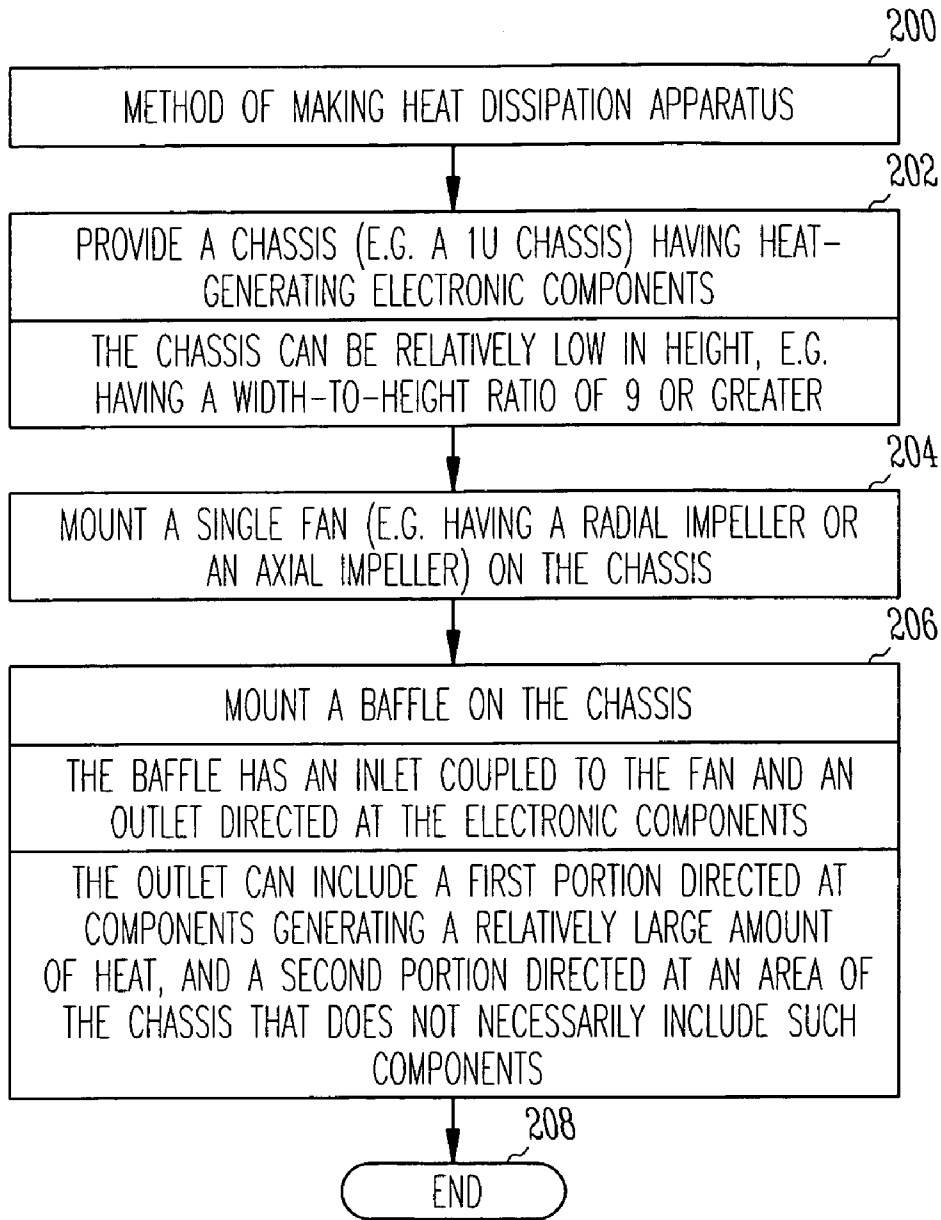 200
METHOD OF MAKING HEAT DISSIPATION APPARATUS
202
PROVIDE A CHASSIS (E.G. A 1U CHASSIS) HAVING HEAT-
GENERATING ELECTRONIC COMPONENTS
THE CHASSIS CAN BE RELATIVELY LOW IN HEIGHT, E.G.
HAVING A WIDTH-TO-HEIGHT RATIO OF 9 OR GREATER
204
MOUNT A SINGLE FAN (E.G. HAVING A RADIAL IMPELLER OR
AN AXIAL IMPELLER) ON THE CHASSIS
206
MOUNT A BAFFLE ON THE CHASSIS
THE BAFFLE HAS AN INLET COUPLED TO THE FAN AND AN
OUTLET DIRECTED AT THE ELECTRONIC COMPONENTS
THE OUTLET CAN INCLUDE A FIRST PORTION DIRECTED AT
COMPONENTS GENERATING A RELATIVELY LARGE AMOUNT
OF HEAT, AND A SECOND PORTION DIRECTED AT AN AREA OF
THE CHASSIS THAT DOES NOT NECESSARILY INCLUDE SUCH
COMPONENTS
208
END